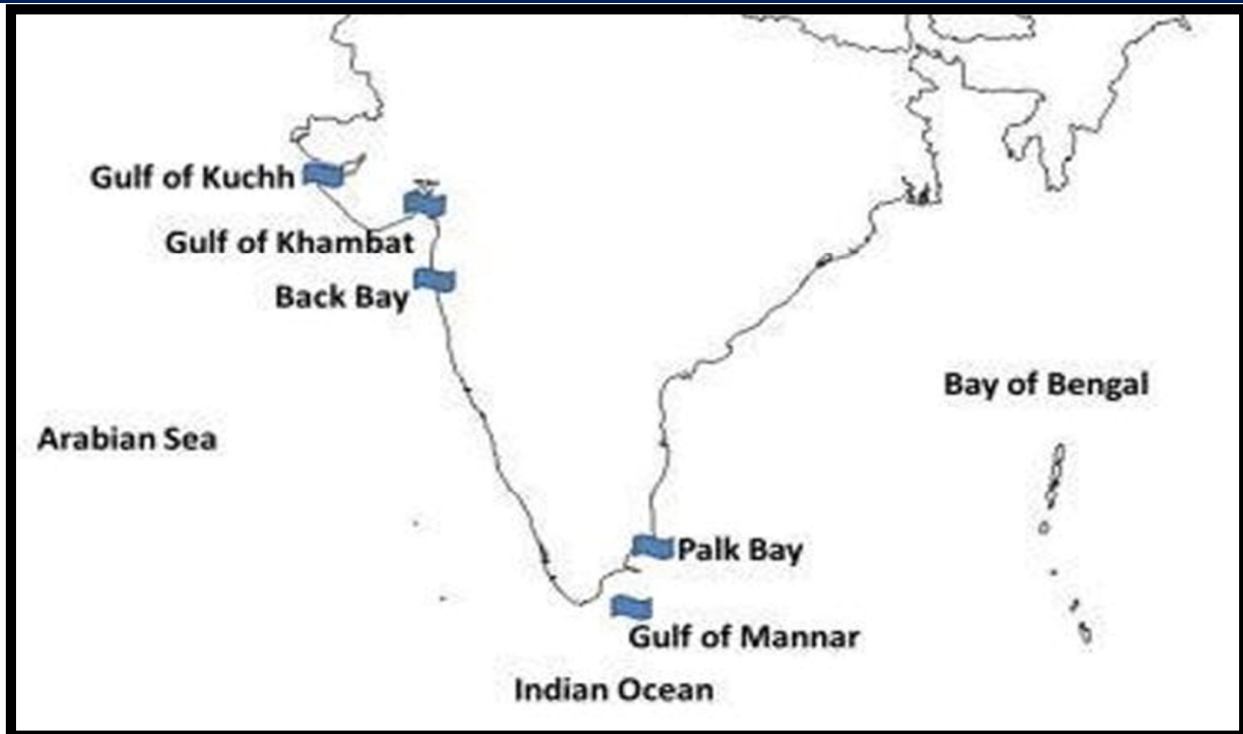 Gulf of Kuchh
Gulf of Khambat
Back Bay
Bay of Bengal
Arabian Sea
Palk Bay
Gulf of Mannar
Indian Ocean